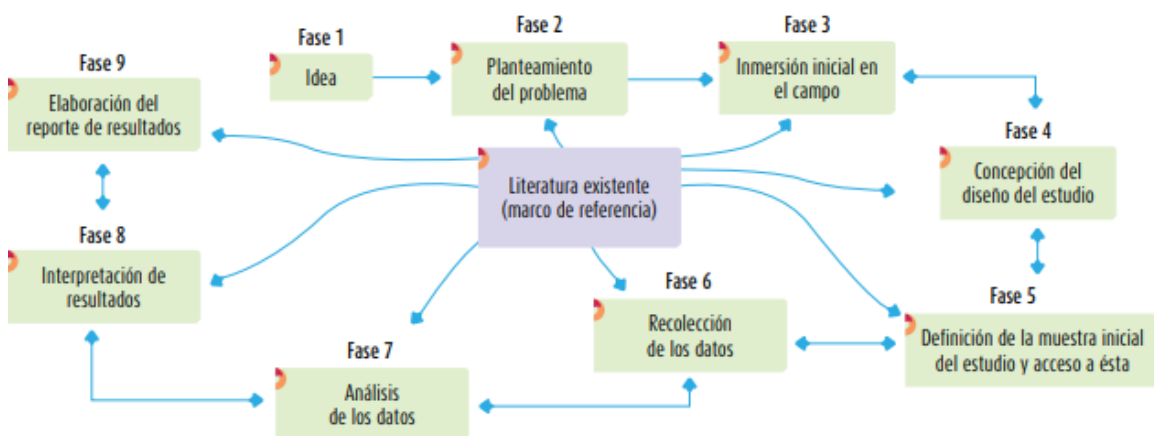 Fase 1
Idea
Fase 2
Planteamiento
del problema
Fase 3
Inmersión inicial en
el campo
Fase 4
Concepción del
diseño del estudio
Fase 5
Definición de la muestra inicial
del estudio y acceso a ésta
Fase 6
Recolección
de los datos
Fase 7
Análisis
de los datos
Fase 8
Interpretación de
resultados
Fase 9
Elaboración del
reporte de resultados
Literatura existente
(marco de referencia)